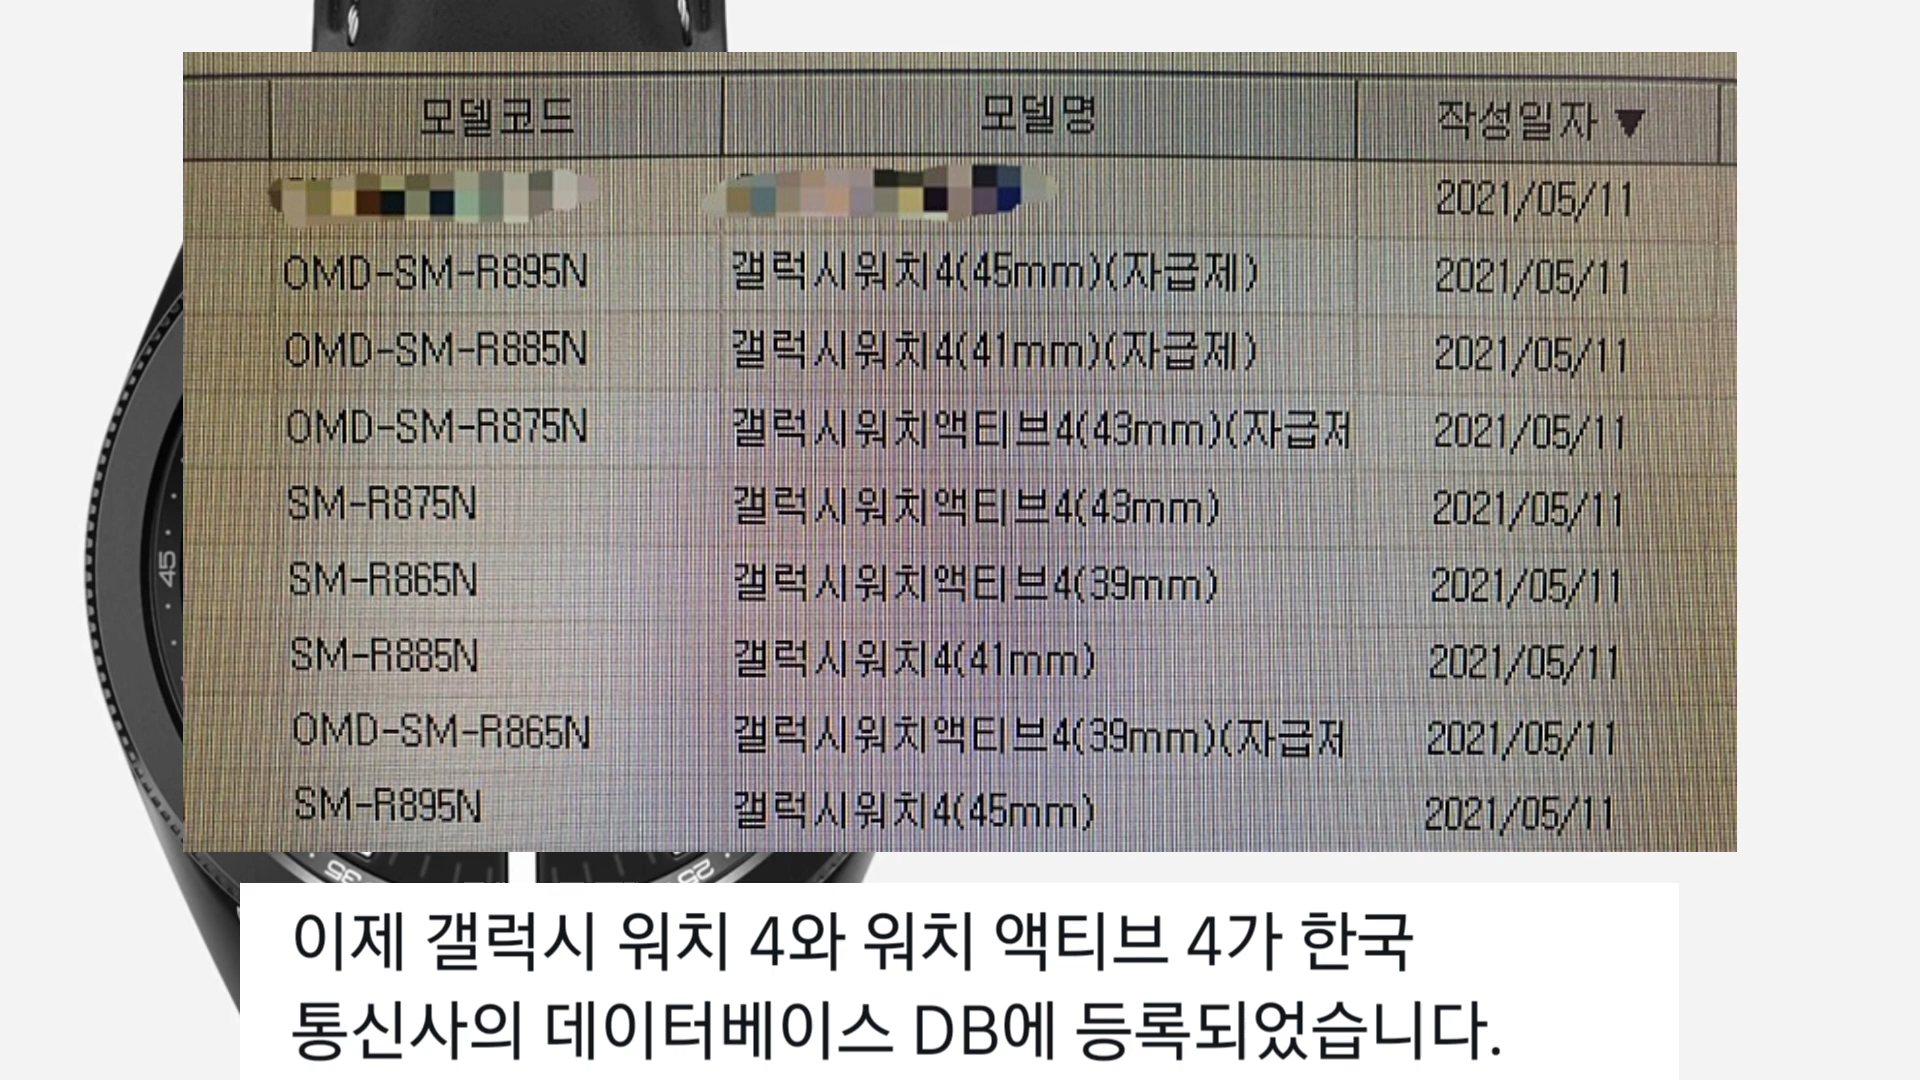 모델코드 모델명 작성일자 ▼
2021/05/11
OMD-SM-R895N 갤럭시워치4(45mm)(자급제) 2021/05/11
OMD-SM-R885N 갤럭시워치4(41mm)(자급제) 2021/05/11
OMD-SM-R875N 갤럭시워치액티브4(43mm)(자급제 2021/05/11
SM-R875N 갤럭시워치액티브4(43mm) 2021/05/11
SM-R865N 갤럭시워치액티브4(39mm) 2021/05/11
SM-R885N 갤럭시워치4(41mm) 2021/05/11
OMD-SM-R865N 갤럭시워치액티브4(39mm)(자급제 2021/05/11
SM-R895N 갤럭시워치4(45mm) 2021/05/11
45
35
25
이제 갤럭시 워치 4와 워치 액티브 4가 한국
통신사의 데이터베이스 DB에 등록되었습니다.